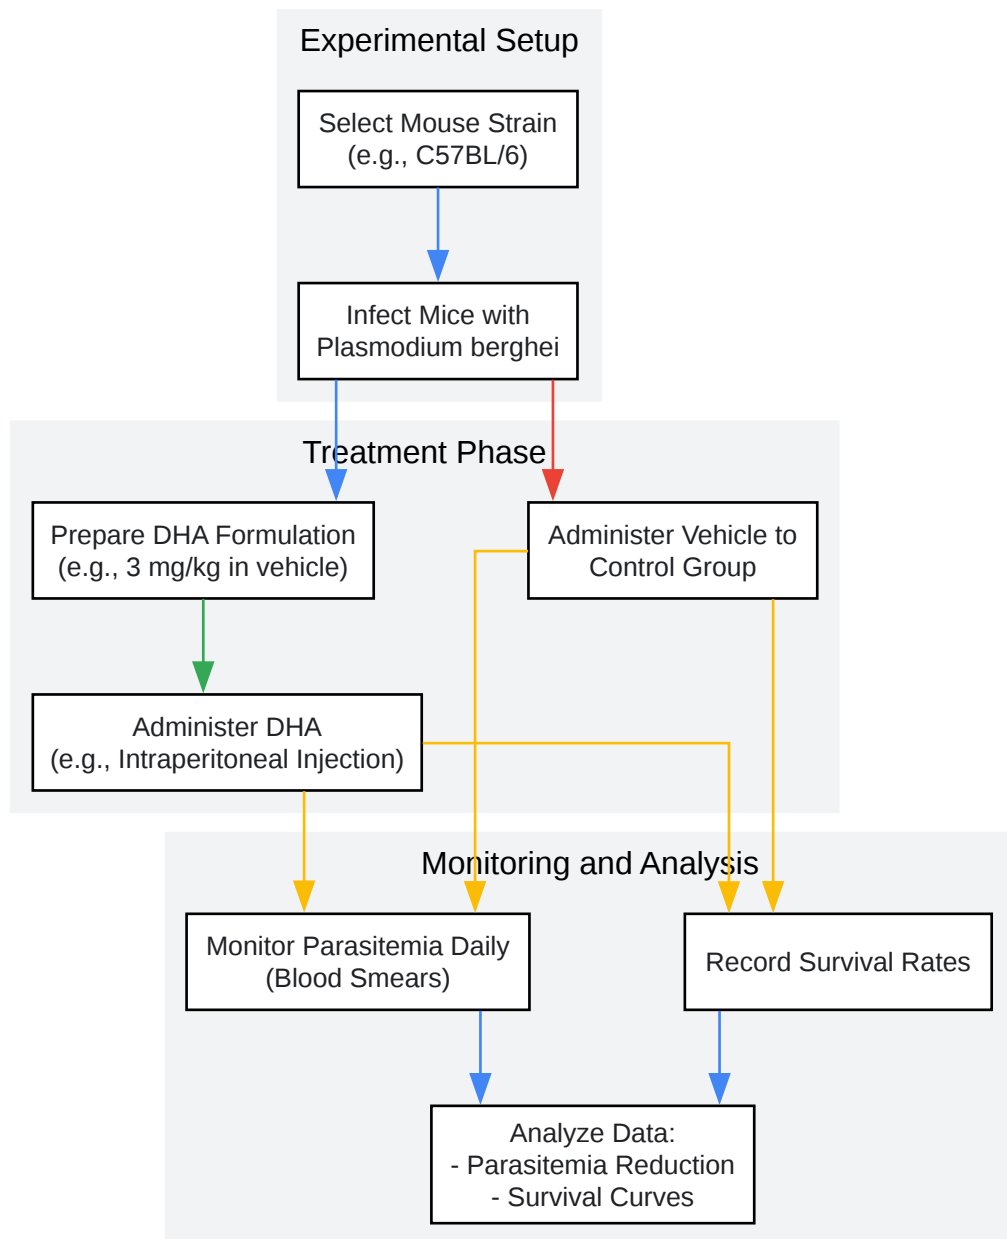 Experimental Setup
Select Mouse Strain
(e.g., C57BL/6)
Infect Mice with
Plasmodium berghei
Treatment Phase
Prepare DHA Formulation
(e.g., 3 mg/kg in vehicle)
Administer Vehicle to
Control Group
Administer DHA
(e.g., Intraperitoneal Injection)
Monitoring and Analysis
Monitor Parasitemia Daily
(Blood Smears)
Record Survival Rates
Analyze Data:
- Parasitemia Reduction
- Survival Curves